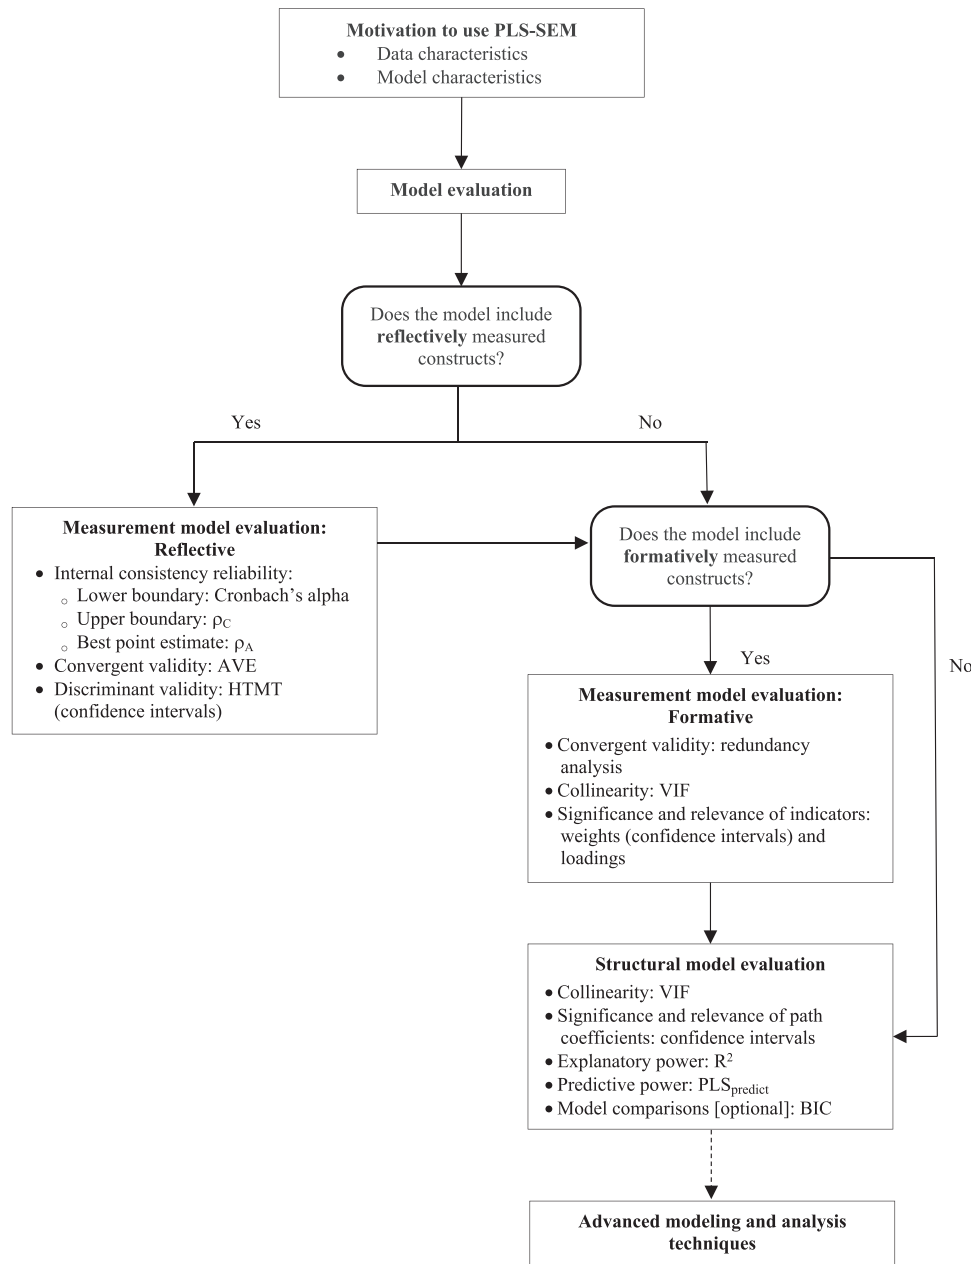 Motivation to use PLS-SEM
• Data characteristics
• Model characteristics
Model evaluation
Does the model include
reflectively measured
constructs?
Yes
No
Measurement model evaluation:
Reflective
• Internal consistency reliability:
○ Lower boundary: Cronbach's alpha
○ Upper boundary: ρC
○ Best point estimate: ρA
• Convergent validity: AVE
• Discriminant validity: HTMT
(confidence intervals)
Does the model include
formatively measured
constructs?
Yes
No
Measurement model evaluation:
Formative
• Convergent validity: redundancy
analysis
• Collinearity: VIF
• Significance and relevance of indicators:
weights (confidence intervals) and
loadings
Structural model evaluation
• Collinearity: VIF
• Significance and relevance of path
coefficients: confidence intervals
• Explanatory power: R²
• Predictive power: PLSpredict
• Model comparisons [optional]: BIC
Advanced modeling and analysis
techniques